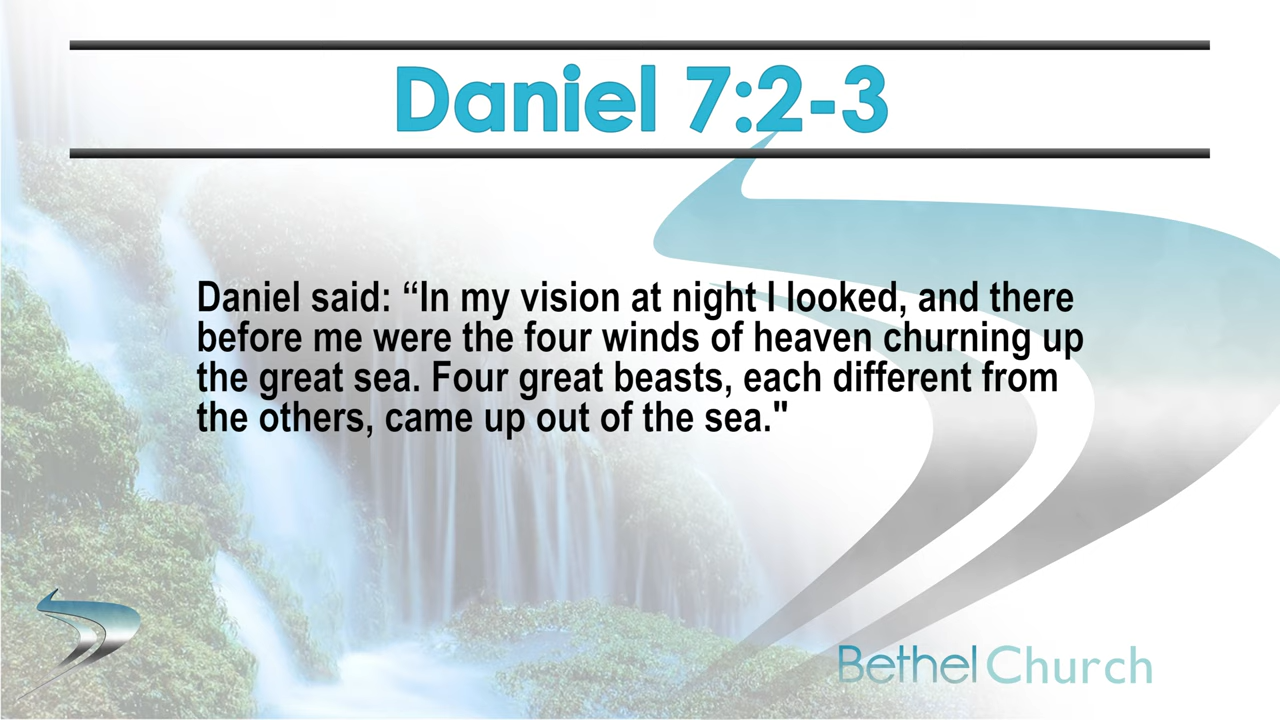 Daniel 7:2-3
Daniel said: “In my vision at night I looked, and there
before me were the four winds of heaven churning up
the great sea. Four great beasts, each different from
the others, came up out of the sea."
Bethel Church